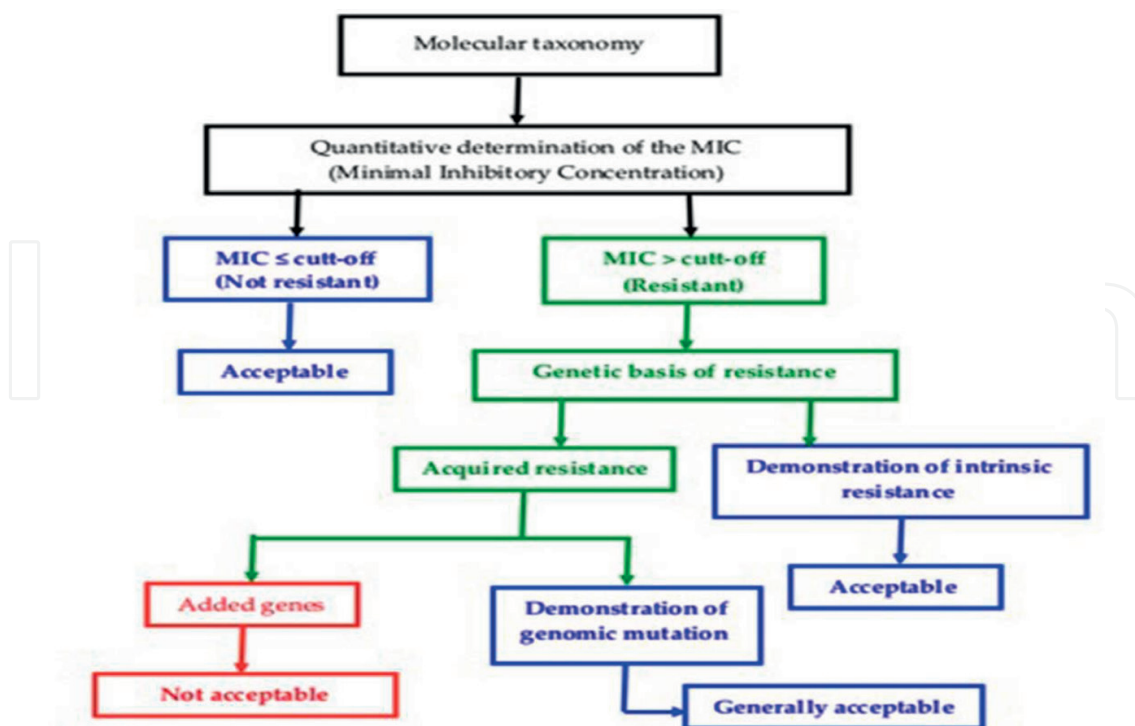 Molecular taxonomy
Quantitative determination of the MIC
(Minimal Inhibitory Concentration)
MIC ≤ cutt-off
(Not resistant)
MIC > cutt-off
(Resistant)
Acceptable
Genetic basis of resistance
Acquired resistance
Demonstration of intrinsic
resistance
Acceptable
Added genes
Demonstration of
genomic mutation
Not acceptable
Generally acceptable